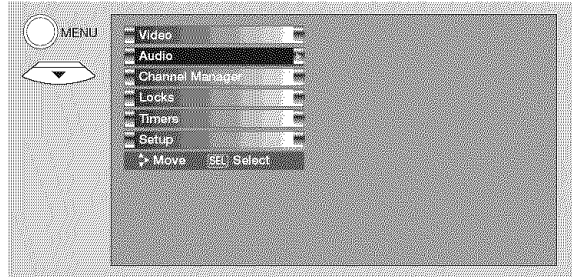 MENU
Video
Audio
Channel Manager
Locks
Timers
Setup
Move SEL Select